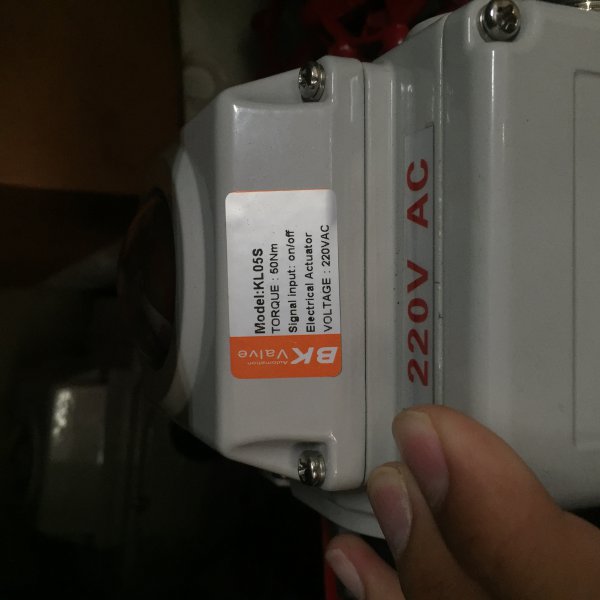 Model:KL05S
TORQUE : 50Nm
Signal input: on/off
Electrical Actuator
VOLTAGE : 220VAC
BK
Automation
Valve
220V AC